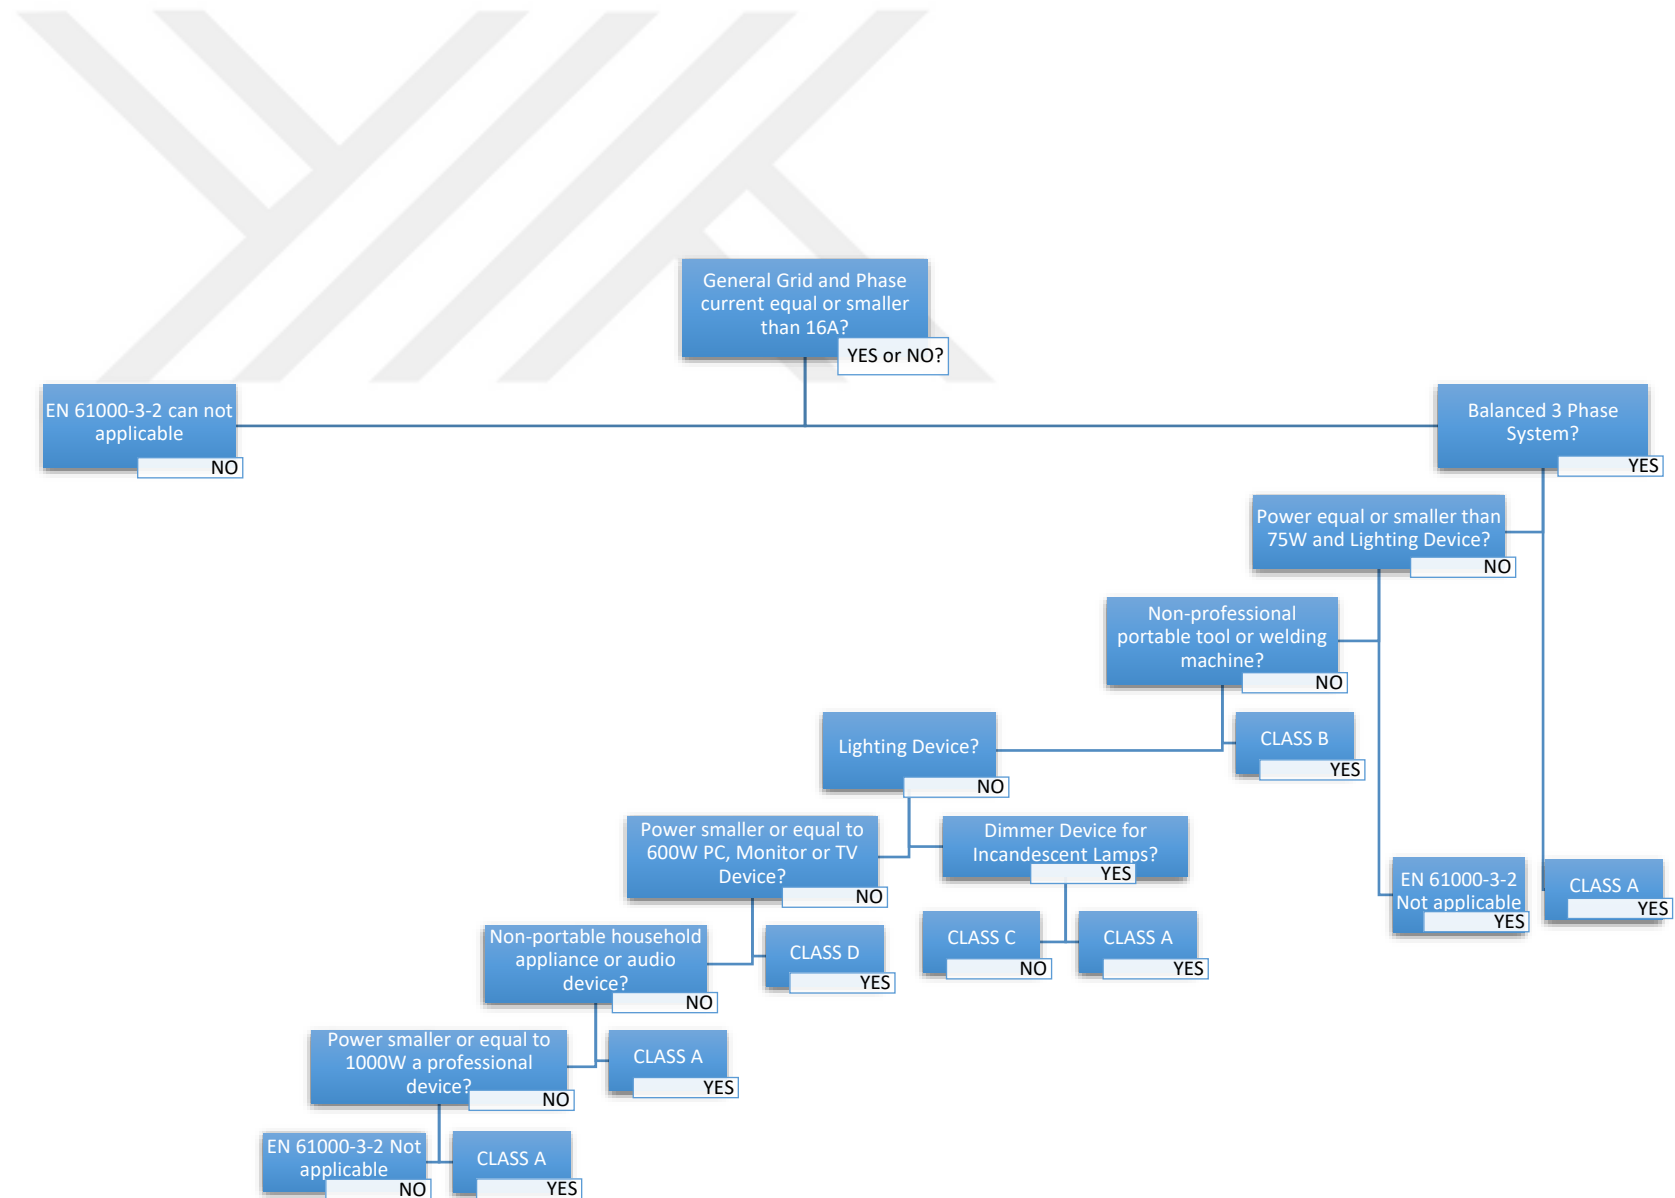 General Grid and Phase
current equal or smaller
than 16A?
YES or NO?
EN 61000-3-2 can not
applicable
NO
Balanced 3 Phase
System?
YES
Power equal or smaller than
75W and Lighting Device?
NO
Non-professional
portable tool or welding
machine?
NO
Lighting Device?
NO
CLASS B
YES
Power smaller or equal to
600W PC, Monitor or TV
Device?
NO
Dimmer Device for
Incandescent Lamps?
YES
EN 61000-3-2
Not applicable
YES
CLASS A
YES
Non-portable household
appliance or audio
device?
NO
CLASS D
YES
CLASS C
NO
CLASS A
YES
Power smaller or equal to
1000W a professional
device?
NO
CLASS A
YES
EN 61000-3-2 Not
applicable
NO
CLASS A
YES